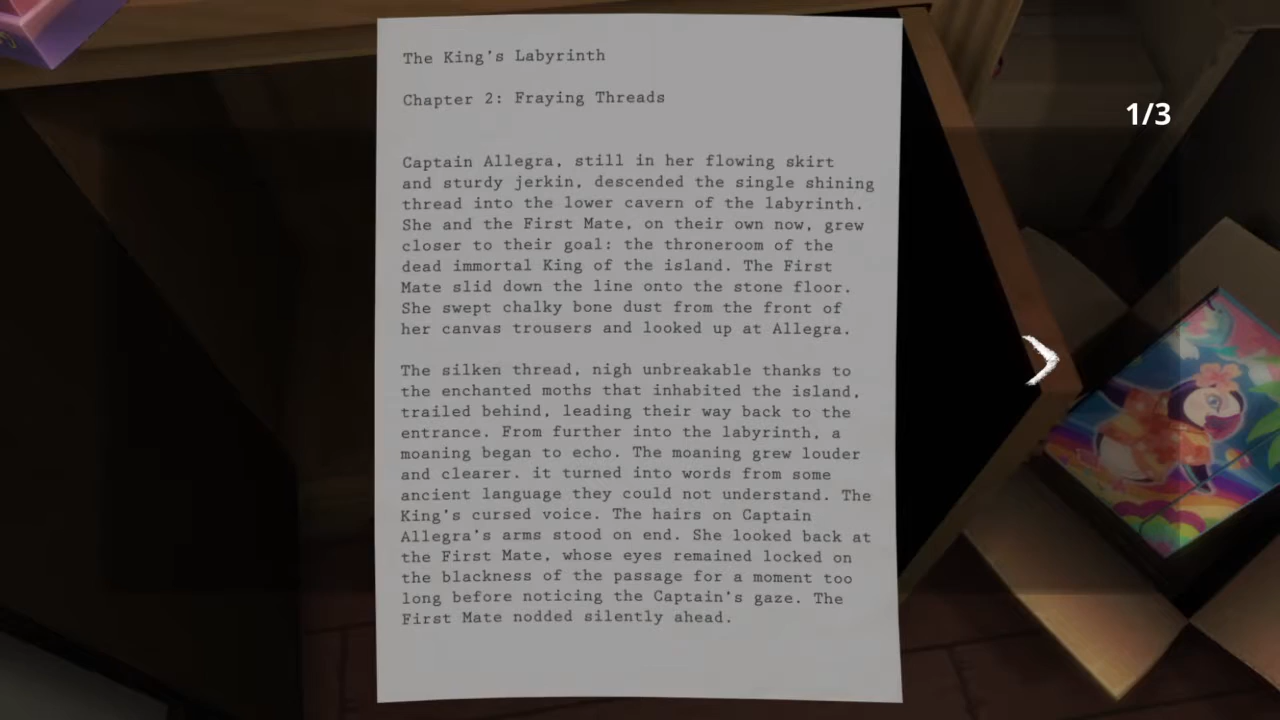 The King's Labyrinth
Chapter 2: Fraying Threads
1/3
Captain Allegra, still in her flowing skirt
and sturdy jerkin, descended the single shining
thread into the lower cavern of the labyrinth.
She and the First Mate, on their own now, grew
closer to their goal: the throneroom of the
dead immortal King of the island. The First
Mate slid down the line onto the stone floor.
She swept chalky bone dust from the front of
her canvas trousers and looked up at Allegra.
The silken thread, nigh unbreakable thanks to
the enchanted moths that inhabited the island,
trailed behind, leading their way back to the
entrance. From further into the labyrinth, a
moaning began to echo. The moaning grew louder
and clearer. it turned into words from some
ancient language they could not understand. The
King's cursed voice. The hairs on Captain
Allegra's arms stood on end. She looked back at
the First Mate, whose eyes remained locked on
the blackness of the passage for a moment too
long before noticing the Captain's gaze. The
First Mate nodded silently ahead.